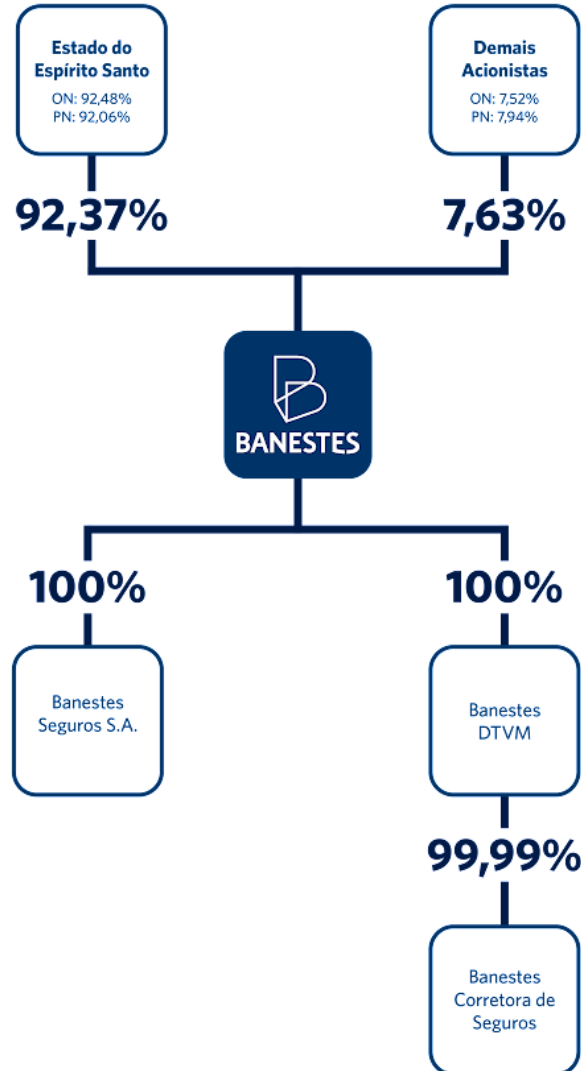 Estado do
Espírito Santo
ON: 92,48%
PN: 92,06%
Demais
Acionistas
ON: 7,52%
PN: 7,94%
92,37%
7,63%
BANESTES
100%
100%
Banestes
Seguros S.A.
Banestes
DTVM
99,99%
Banestes
Corretora de
Seguros